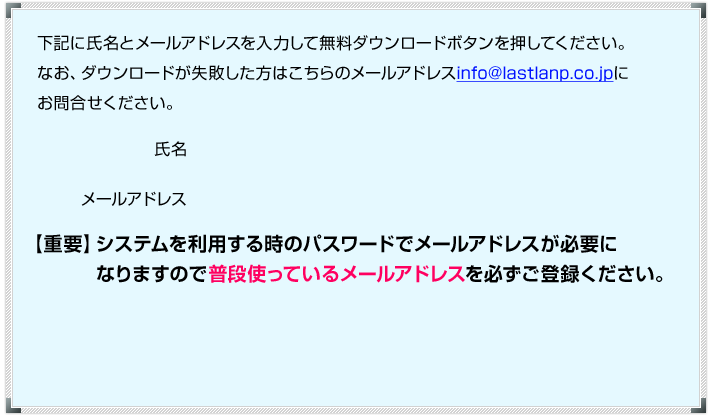 下記に氏名とメールアドレスを入力して無料ダウンロードボタンを押してください。
なお、ダウンロードが失敗した方はこちらのメールアドレスinfo@lastlanp.co.jpに
お問合せください。
氏名
メールアドレス
【重要】システムを利用する時のパスワードでメールアドレスが必要に
なりますので普段使っているメールアドレスを必ずご登録ください。